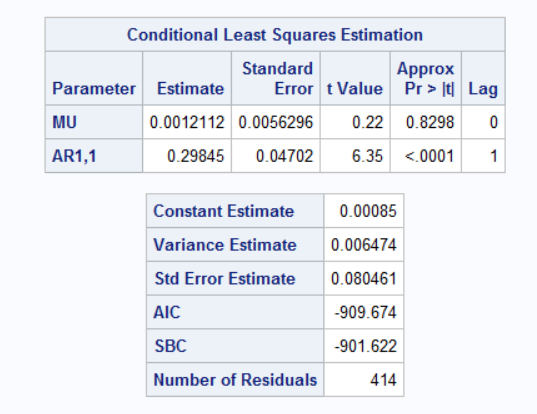 Conditional Least Squares Estimation
Parameter Estimate Standard Error t Value Approx Pr > |t| Lag
MU 0.0012112 0.0056296 0.22 0.8298 0
AR1,1 0.29845 0.04702 6.35 <.0001 1
Constant Estimate 0.00085
Variance Estimate 0.006474
Std Error Estimate 0.080461
AIC -909.674
SBC -901.622
Number of Residuals 414